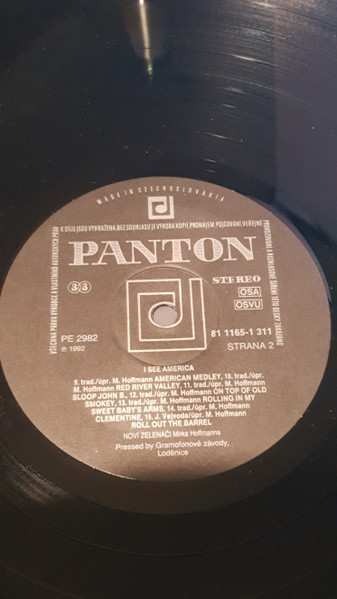 MADE IN CZECHOSLOVAKIA
PANTON
33
STEREO
OSA
OSVU
PE 2982
℗ 1992
81 1165-1 311
STRANA 2
I SEE AMERICA
trad./úpr. M. Hoffmann AMERICAN MEDLEY, 10. trad./úpr.
M. Hoffmann RED RIVER VALLEY, 11. trad./úpr. M. Hoffmann
SLOOP JOHN B., 12. trad./úpr. M. Hoffmann ON TOP OF OLD
SMOKEY, 13. trad./úpr. M. Hoffmann ROLLING IN MY
SWEET BABY'S ARMS, 14. trad./úpr. M. Hoffmann
CLEMENTINE, 15. J. Vejvoda/úpr. M. Hoffmann
ROLL OUT THE BARREL
NOVÍ ZELENÁČI Mirka Hoffmanna
Pressed by Gramofonové závody,
Loděnice